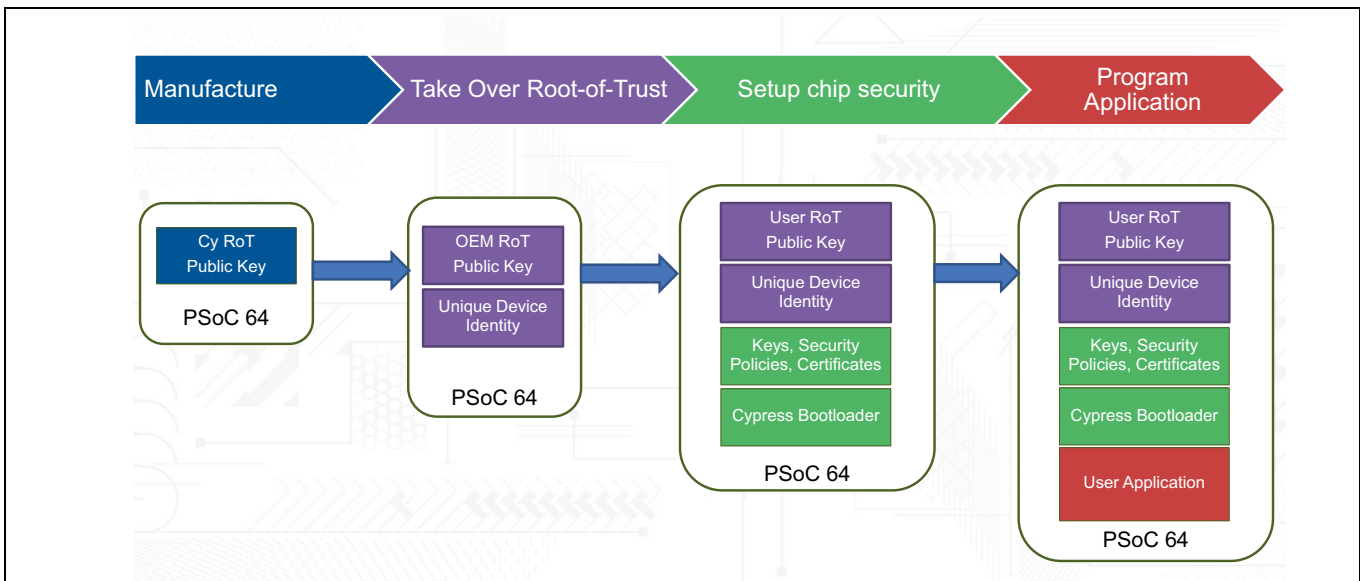 Manufacture
Take Over Root-of-Trust
Setup chip security
Program
Application
Cy RoT
Public Key
PSoC 64
OEM RoT
Public Key
Unique Device
Identity
PSoC 64
User RoT
Public Key
Unique Device
Identity
Keys, Security
Policies, Certificates
Cypress Bootloader
PSoC 64
User RoT
Public Key
Unique Device
Identity
Keys, Security
Policies, Certificates
Cypress Bootloader
User Application
PSoC 64